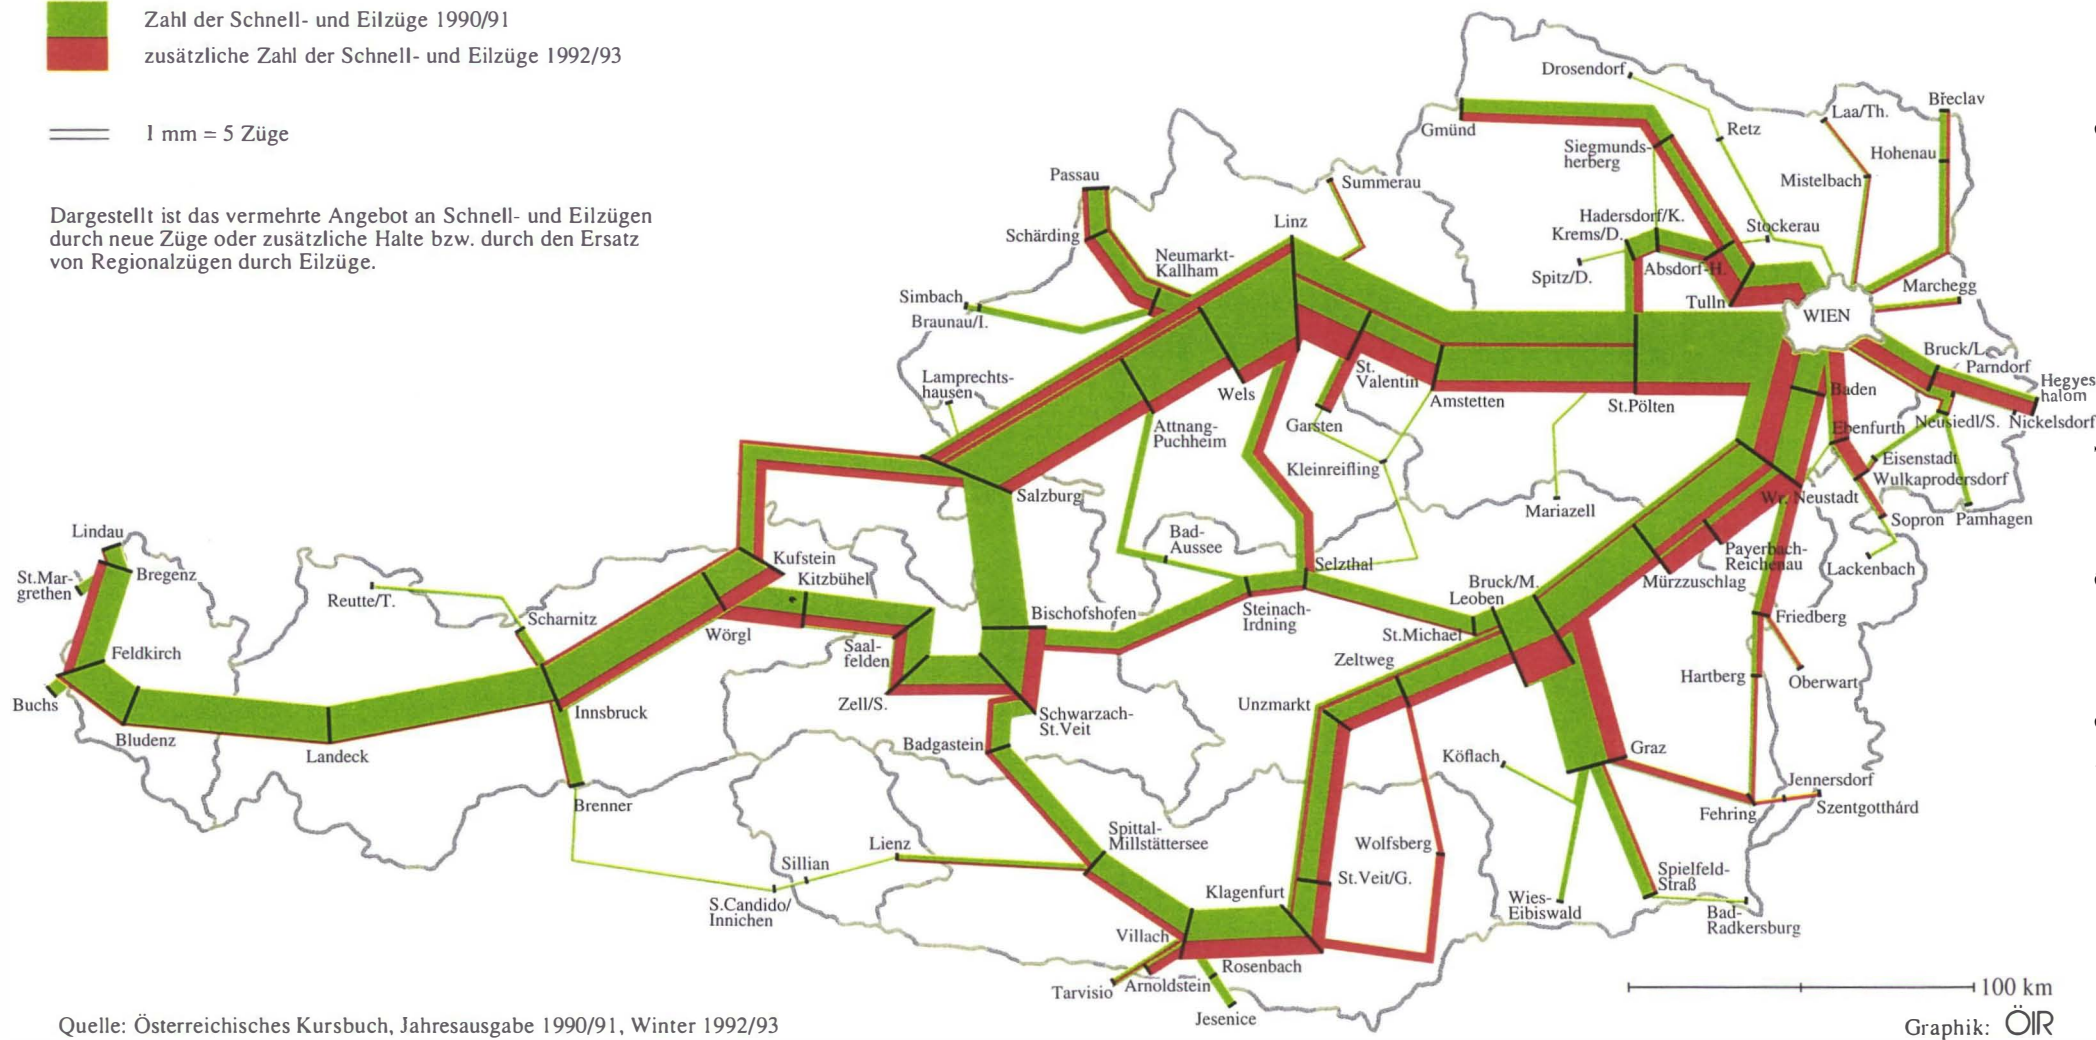 Zahl der Schnell- und Eilzüge 1990/91
zusätzliche Zahl der Schnell- und Eilzüge 1992/93
1 mm = 5 Züge
Dargestellt ist das vermehrte Angebot an Schnell- und Eilzügen
durch neue Züge oder zusätzliche Halte bzw. durch den Ersatz
von Regionalzügen durch Eilzüge.
Drosendorf
Gmünd
Retz
Laa/Th.
Břeclav
Siegmunds-
herberg
Hohenau
Mistelbach
Passau
Summerau
Schärding
Linz
Hadersdorf/K.
Krems/D.
Stockerau
Neumarkt-
Kallham
Spitz/D.
Absdorf-H.
Tulln
Marchegg
Simbach
Braunau/I.
WIEN
Lamprechts-
hausen
Wels
St.
Valentin
Amstetten
St.Pölten
Baden
Bruck/L.
Parndorf
Hegyes
halom
Nickelsdorf
Neusiedl/S.
Attnang-
Puchheim
Garsten
Ebenfurth
Eisenstadt
Wulkaprodersdorf
Kleinreifling
Salzburg
Mariazell
Wr. Neustadt
Sopron
Pamhagen
Lindau
Bregenz
St.Mar-
grethen
Kufstein
Kitzbühel
Bad-
Aussee
Selzthal
Payerbach-
Reichenau
Mürzzuschlag
Lackenbach
Reutte/T.
Scharnitz
Wörgl
Bischofshofen
Steinach-
Irdning
Bruck/M.
Leoben
St.Michael
Friedberg
Feldkirch
Saal-
felden
Zeltweg
Hartberg
Oberwart
Buchs
Bludenz
Landeck
Innsbruck
Zell/S.
Schwarzach-
St.Veit
Unzmarkt
Badgastein
Köflach
Graz
Brenner
Jennersdorf
Szentgotthárd
Fehring
Spittal-
Millstättersee
Lienz
Sillian
Wolfsberg
S.Candido/
Innichen
Klagenfurt
St.Veit/G.
Wies-
Eibiswald
Spielfeld-
Straß
Bad-
Radkersburg
Villach
Rosenbach
Tarvisio
Arnoldstein
Jesenice
100 km
Quelle: Österreichisches Kursbuch, Jahresausgabe 1990/91, Winter 1992/93
Graphik: ÖIR